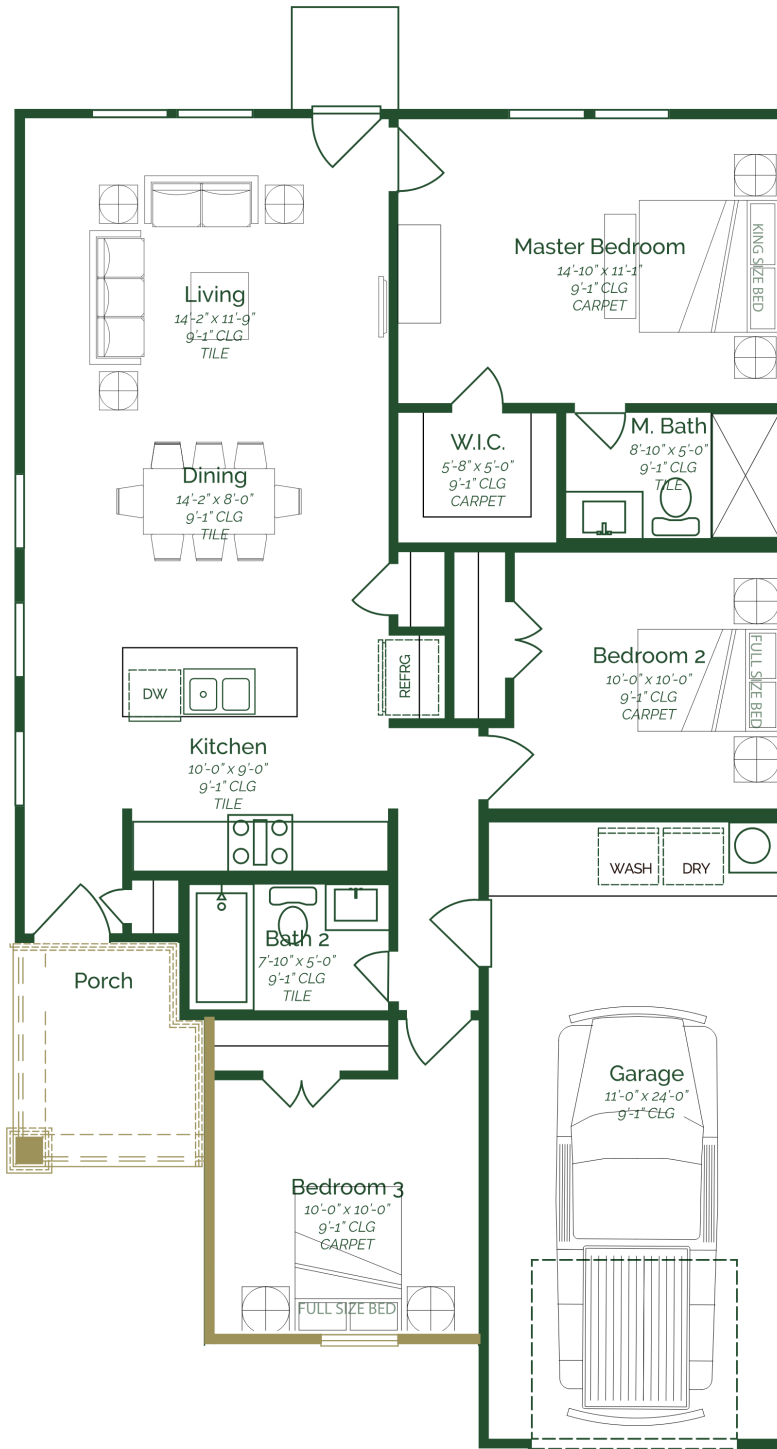 Master Bedroom
14'-10" x 11'-1"
9'-1" CLG
CARPET
KING SIZE BED
Living
14'-2" x 11'-9"
9'-1" CLG
TILE
M. Bath
8'-10" x 5'-0"
9'-1" CLG
TILE
W.I.C.
5'-8" x 5'-0"
9'-1" CLG
CARPET
Dining
14'-2" x 8'-0"
9'-1" CLG
TILE
Bedroom 2
10'-0" x 10'-0"
9'-1" CLG
CARPET
FULL SIZE BED
REFRG
DW
Kitchen
10'-0" x 9'-0"
9'-1" CLG
TILE
WASH
DRY
Bath 2
7'-10" x 5'-0"
9'-1" CLG
TILE
Porch
Garage
11'-0" x 24'-0"
9'-1" CLG
Bedroom 3
10'-0" x 10'-0"
9'-1" CLG
CARPET
FULL SIZE BED